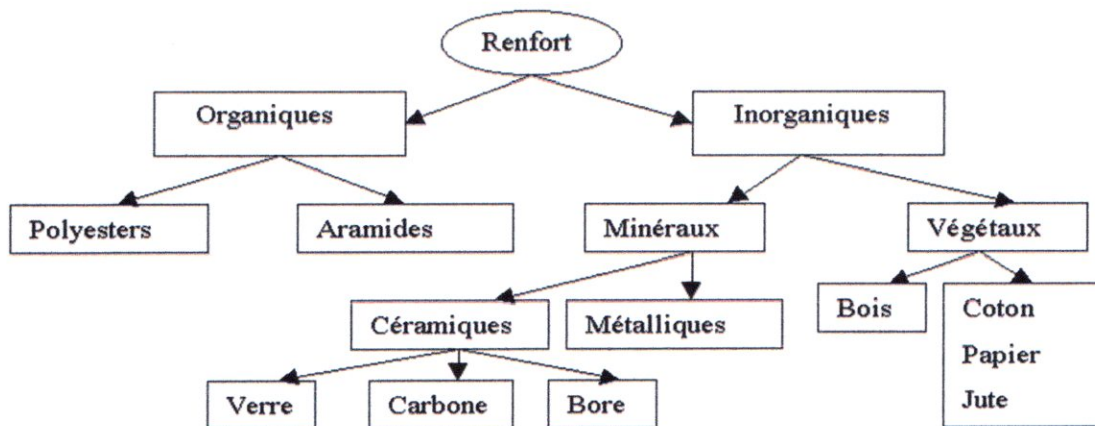 Renfort
Organiques
Inorganiques
Polyesters
Aramides
Minéraux
Végétaux
Céramiques
Métalliques
Bois
Coton
Papier
Jute
Verre
Carbone
Bore